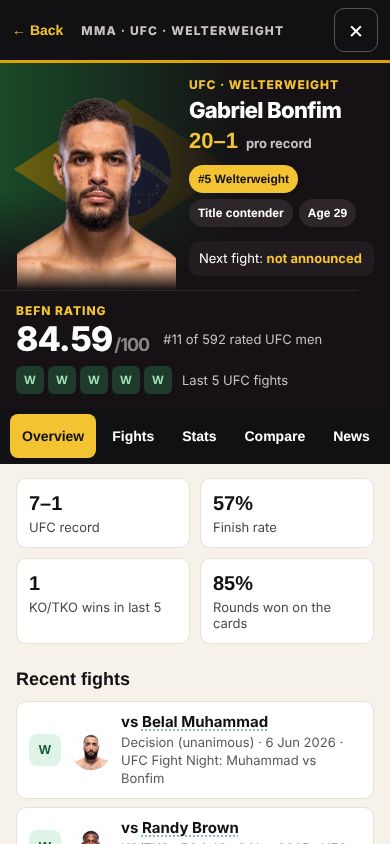 ← Back MMA · UFC · WELTERWEIGHT ×
UFC · WELTERWEIGHT
Gabriel Bonfim
20–1 pro record
#5 Welterweight
Title contender Age 29
Next fight: not announced
BEFN RATING
84.59/100 #11 of 592 rated UFC men
W W W W W Last 5 UFC fights
Overview Fights Stats Compare News
7–1
UFC record
57%
Finish rate
1
KO/TKO wins in last 5
85%
Rounds won on the
cards
Recent fights
W
vs Belal Muhammad
Decision (unanimous) · 6 Jun 2026 ·
UFC Fight Night: Muhammad vs
Bonfim
vs Randy Brown